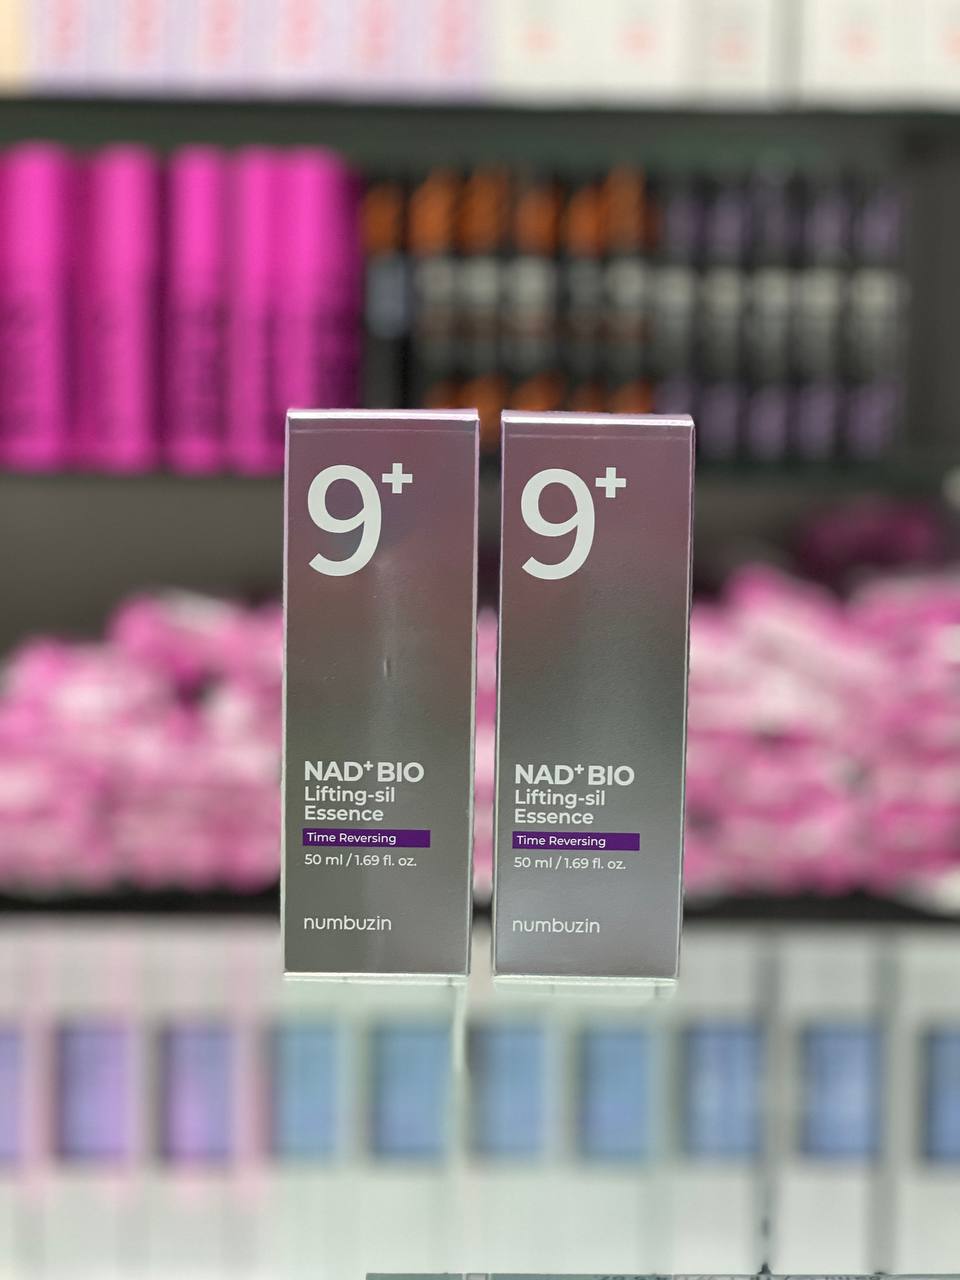 9+
NAD+ BIO
Lifting-sil
Essence
Time Reversing
50 ml / 1.69 fl. oz.
numbuzin
9+
NAD+ BIO
Lifting-sil
Essence
Time Reversing
50 ml / 1.69 fl. oz.
numbuzin